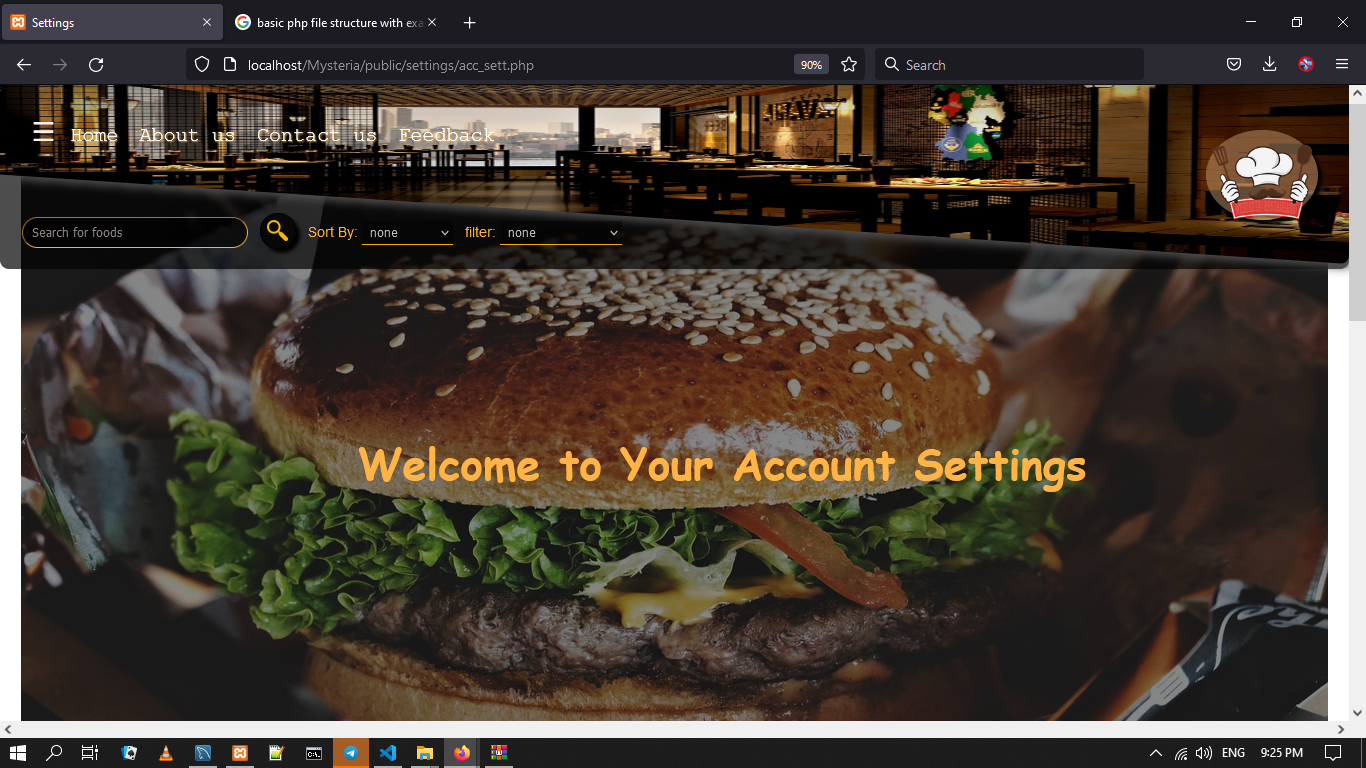 Settings
basic php file structure with exa
localhost/Mysteria/public/settings/acc_sett.php
90%
Search
Home About us Contact us Feedback
Search for foods
Sort By: none
filter: none
Welcome to Your Account Settings
ENG
9:25 PM